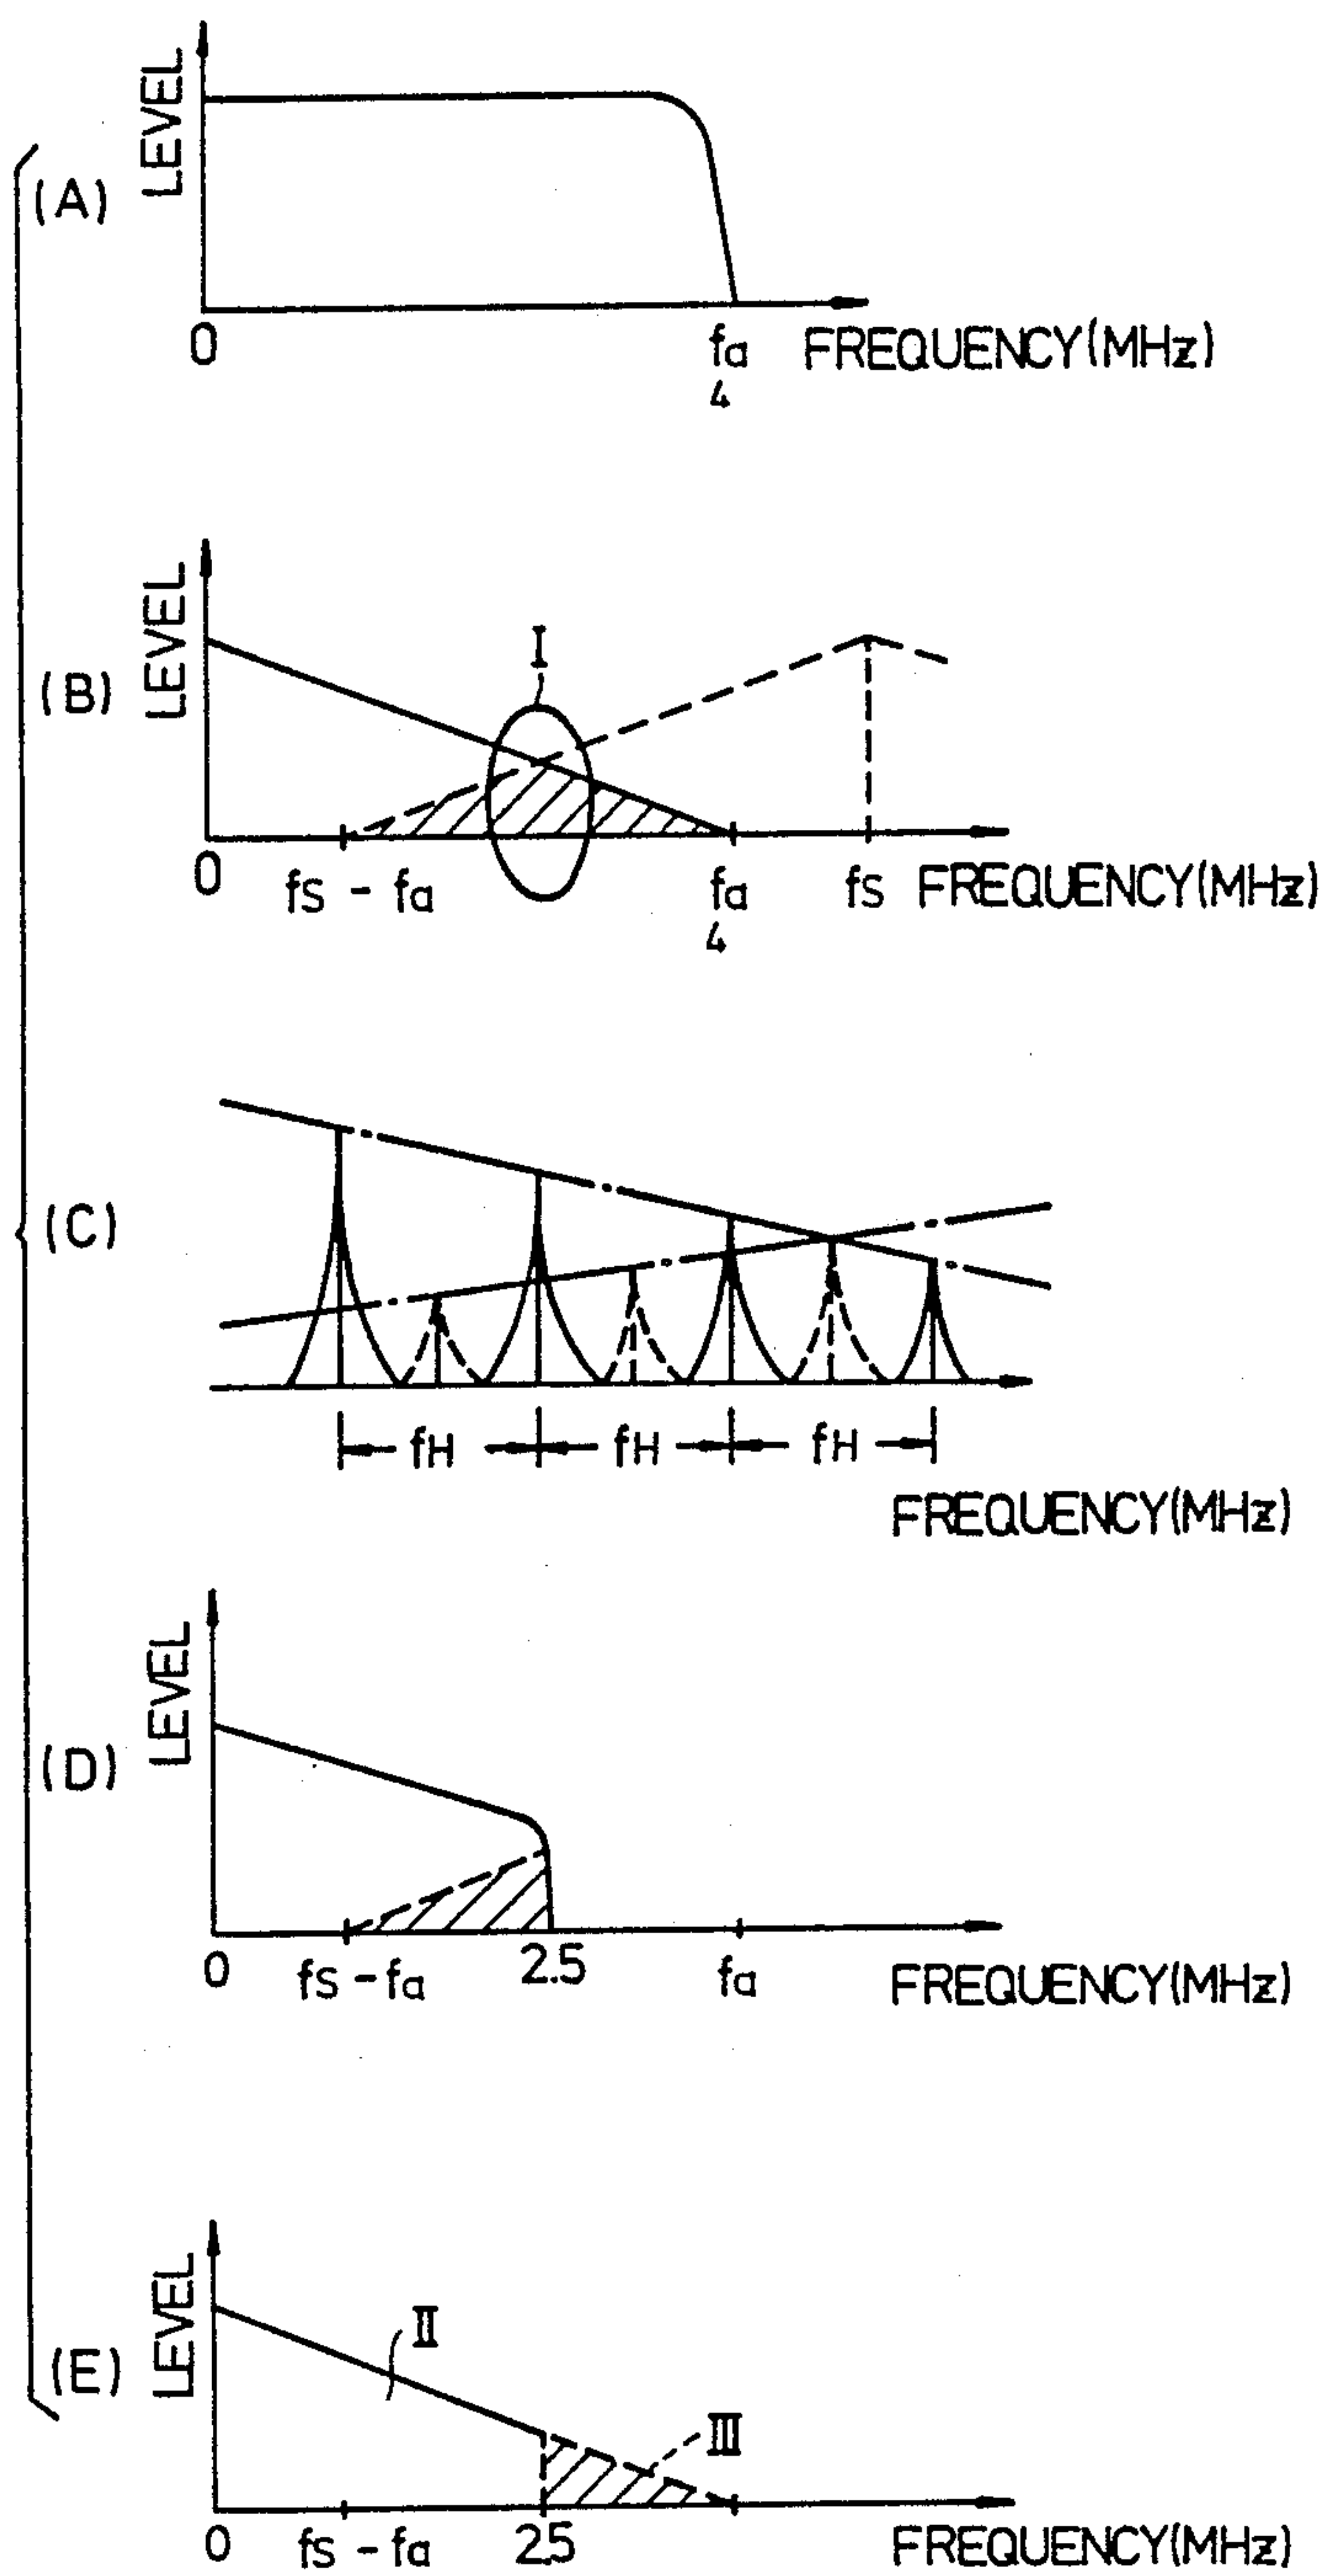 (A)
LEVEL
0
fa
4
FREQUENCY(MHz)
(B)
LEVEL
I
0
fs - fa
fa
4
fs
FREQUENCY(MHz)
(C)
fH
fH
fH
FREQUENCY(MHz)
(D)
LEVEL
0
fs - fa
2.5
fa
FREQUENCY(MHz)
(E)
LEVEL
II
III
0
fs - fa
2.5
FREQUENCY(MHz)